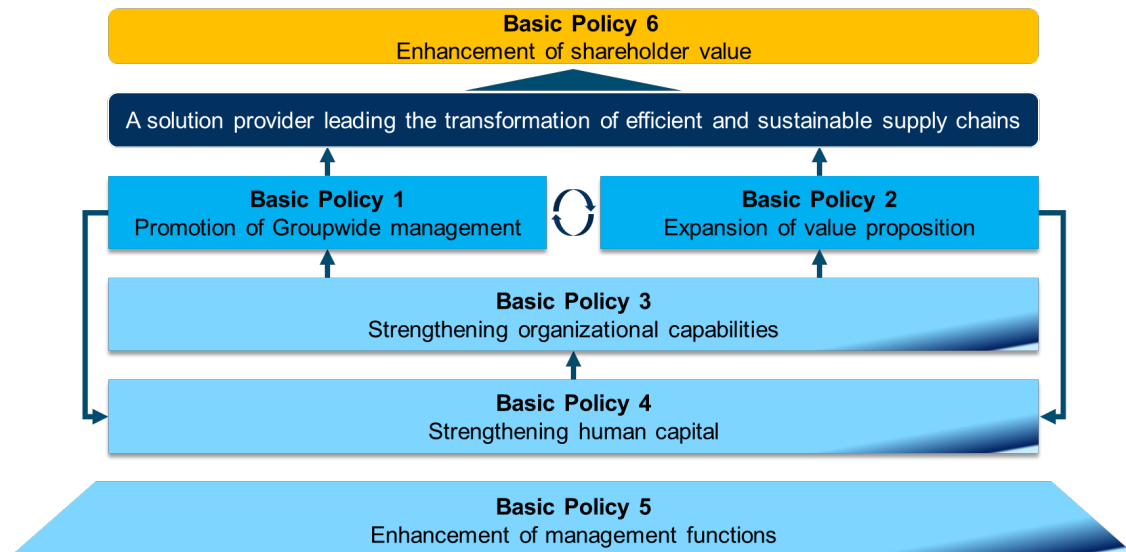 Basic Policy 6
Enhancement of shareholder value
A solution provider leading the transformation of efficient and sustainable supply chains
Basic Policy 1
Promotion of Groupwide management
Basic Policy 2
Expansion of value proposition
Basic Policy 3
Strengthening organizational capabilities
Basic Policy 4
Strengthening human capital
Basic Policy 5
Enhancement of management functions